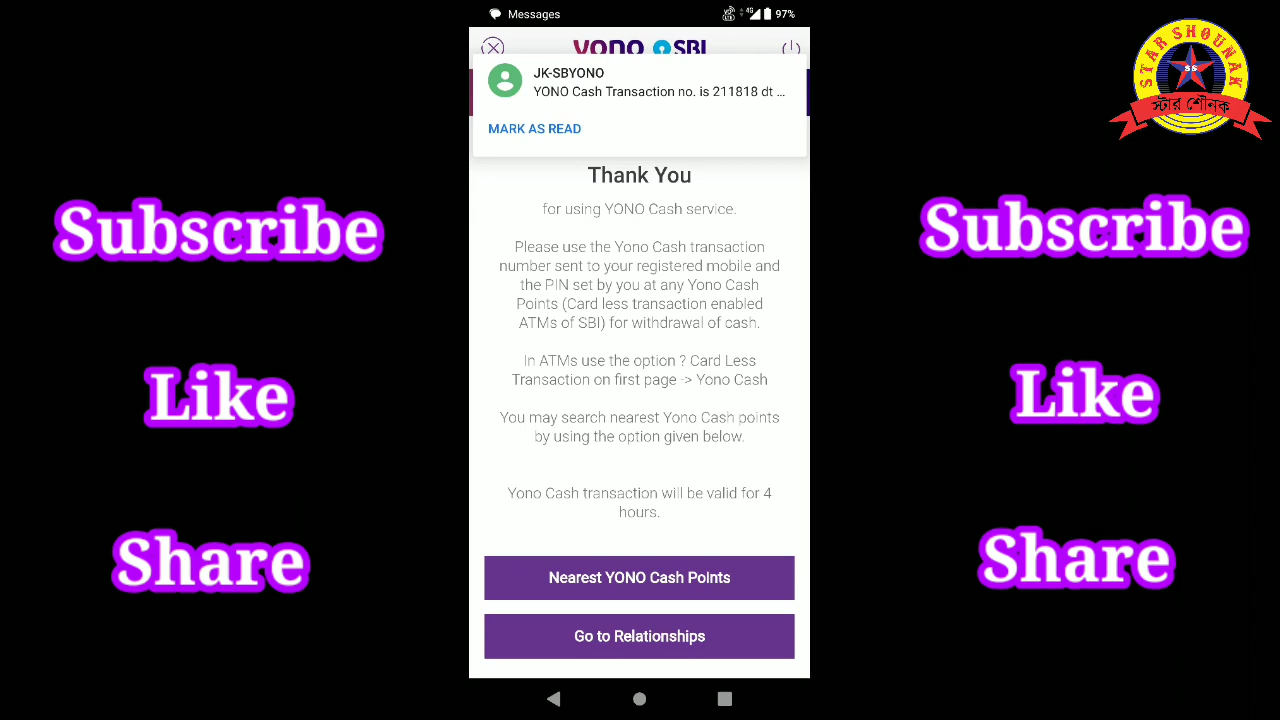 Messages
4G
97%
YONO SBI
JK-SBYONO
YONO Cash Transaction no. is 211818 dt ...
MARK AS READ
Thank You
for using YONO Cash service.
Please use the Yono Cash transaction
number sent to your registered mobile and
the PIN set by you at any Yono Cash
Points (Card less transaction enabled
ATMs of SBI) for withdrawal of cash.
In ATMs use the option ? Card Less
Transaction on first page -> Yono Cash
You may search nearest Yono Cash points
by using the option given below.
Yono Cash transaction will be valid for 4
hours.
Nearest YONO Cash Points
Go to Relationships
Subscribe
Like
Share
Subscribe
Like
Share
STAR SHOUNAK
SS
স্টার শৌনক